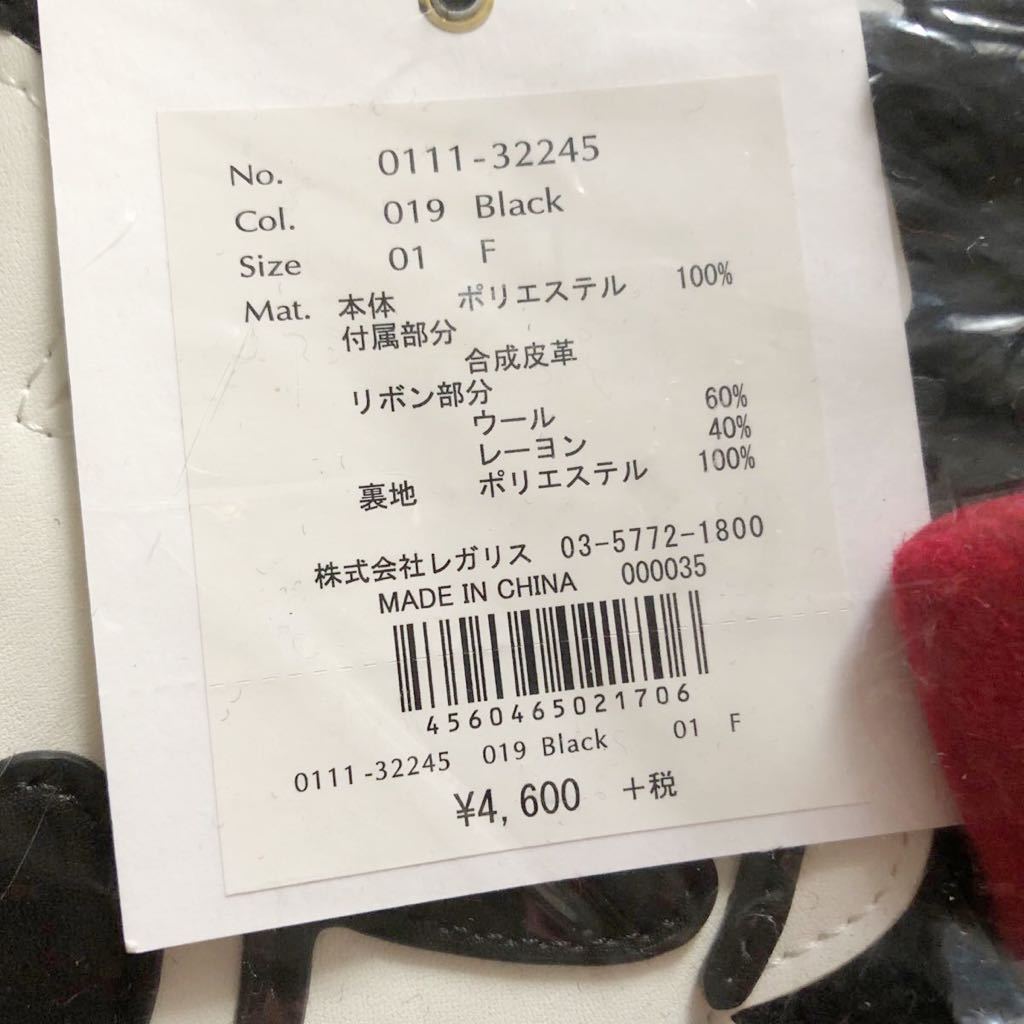 No. 0111-32245
Col. 019 Black
Size 01 F
Mat. 本体 ポリエステル 100%
付属部分
合成皮革
リボン部分
ウール 60%
レーヨン 40%
裏地 ポリエステル 100%
株式会社レガリス 03-5772-1800
MADE IN CHINA 000035
4560465021706
0111-32245 019 Black 01 F
¥4,600 +税